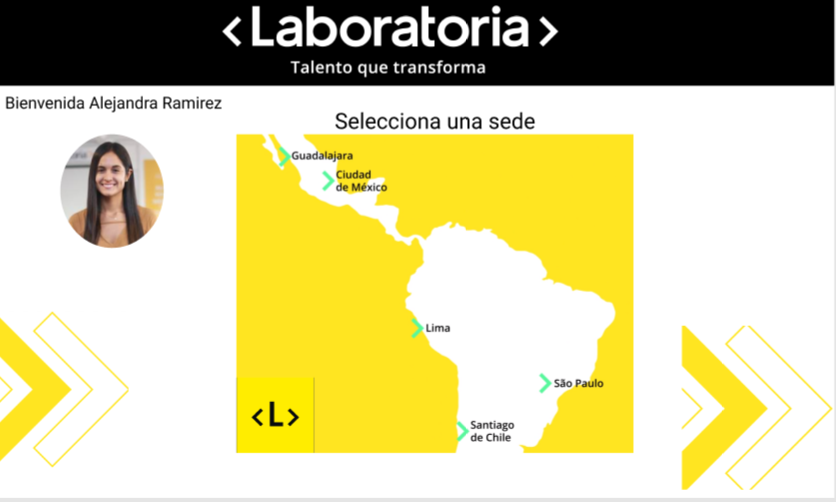 <Laboratoria>
Talento que transforma
Bienvenida Alejandra Ramirez
Selecciona una sede
Guadalajara
Ciudad
de México
Lima
São Paulo
Santiago
de Chile
<L>